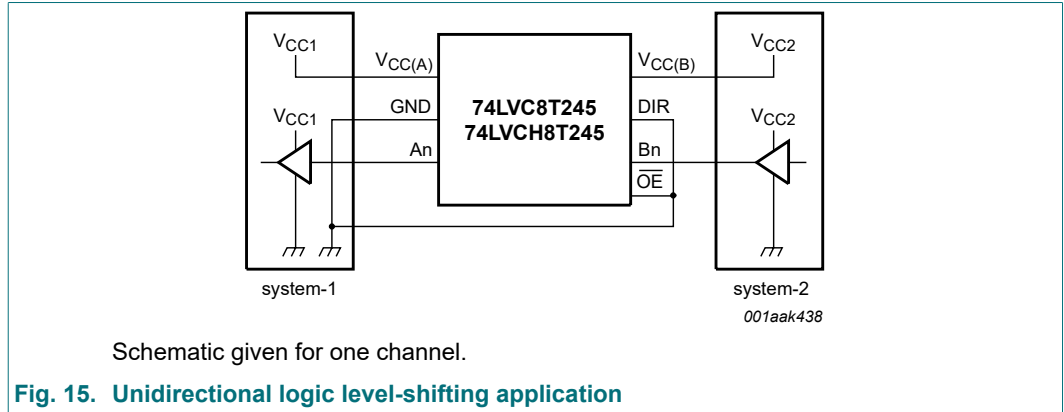 VCC1
VCC(A)
VCC(B)
VCC2
VCC1
GND
74LVC8T245
DIR
VCC2
74LVCH8T245
An
Bn
OE
system-1
system-2
001aak438
Schematic given for one channel.
Fig. 15. Unidirectional logic level-shifting application